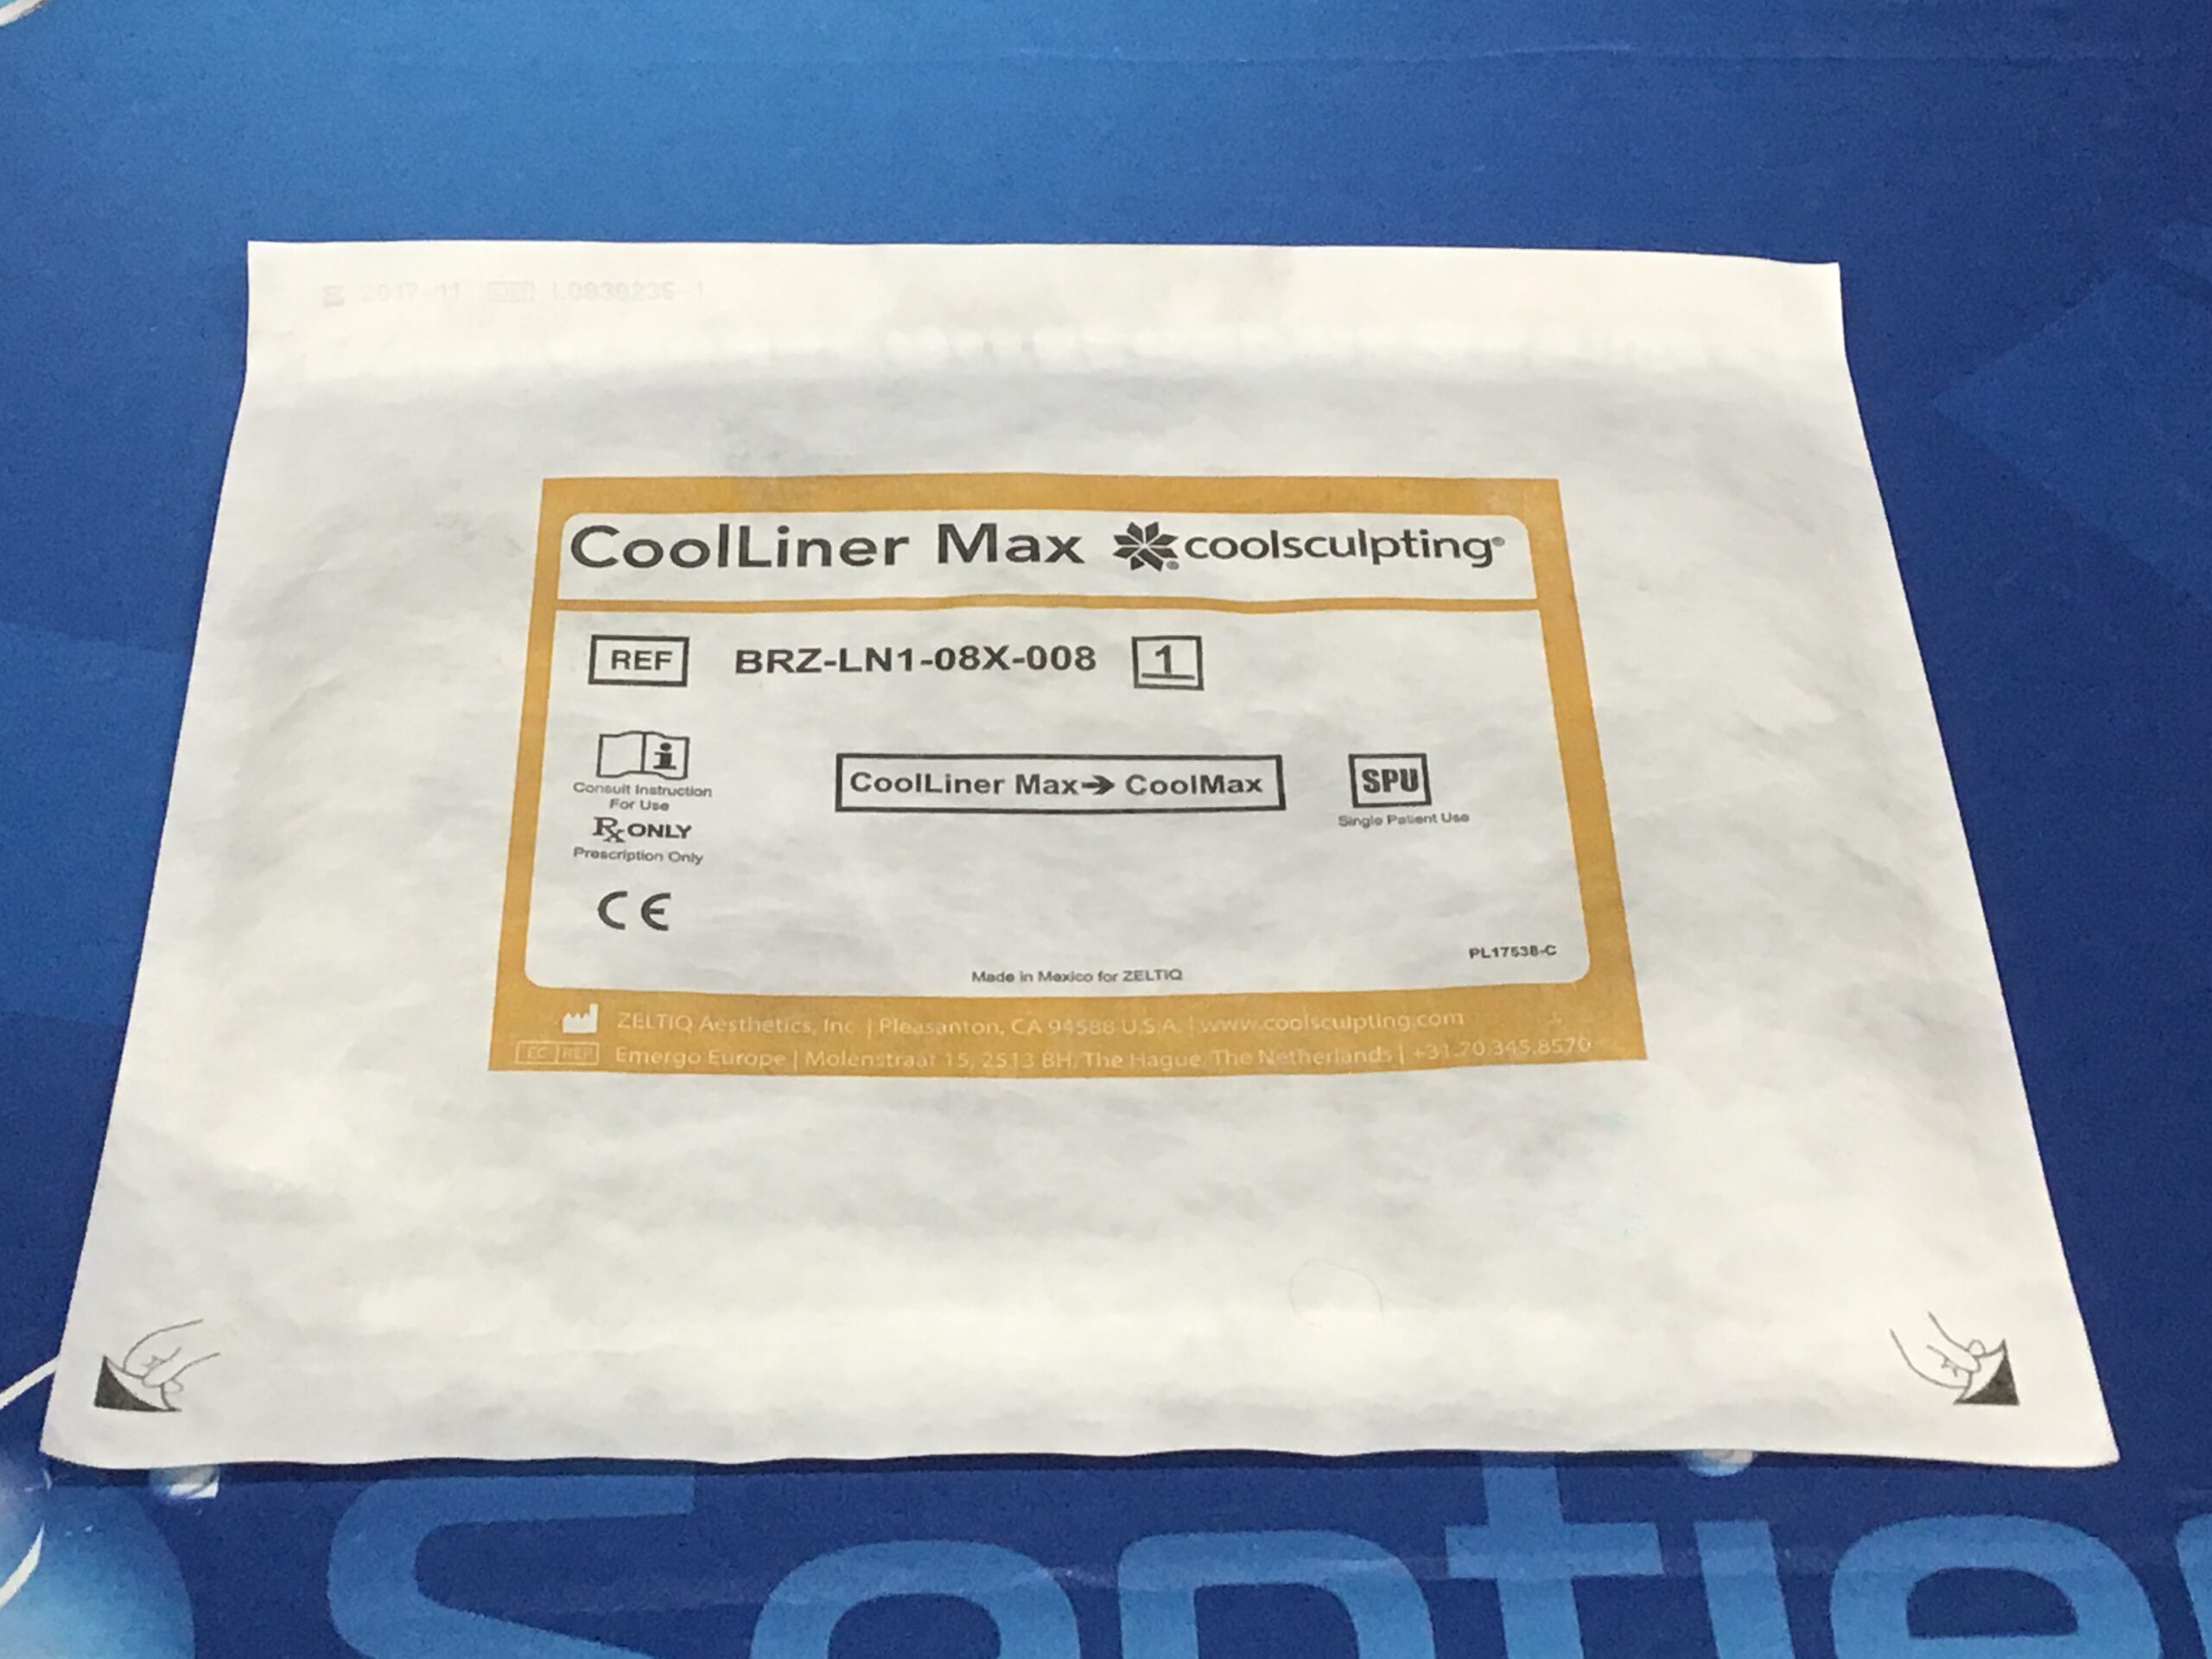 2017-11 LOT L0830235-1
CoolLiner Max coolsculpting®
REF BRZ-LN1-08X-008 1
Consult Instruction
For Use
CoolLiner Max➔ CoolMax
SPU
Single Patient Use
Rx ONLY
Prescription Only
CE
PL17538-C
Made in Mexico for ZELTIQ
ZELTIQ Aesthetics, Inc | Pleasanton, CA 94588 U.S.A. | www.coolsculpting.com
EC REP Emergo Europe | Molenstraat 15, 2513 BH, The Hague, The Netherlands | +31.70.345.8570